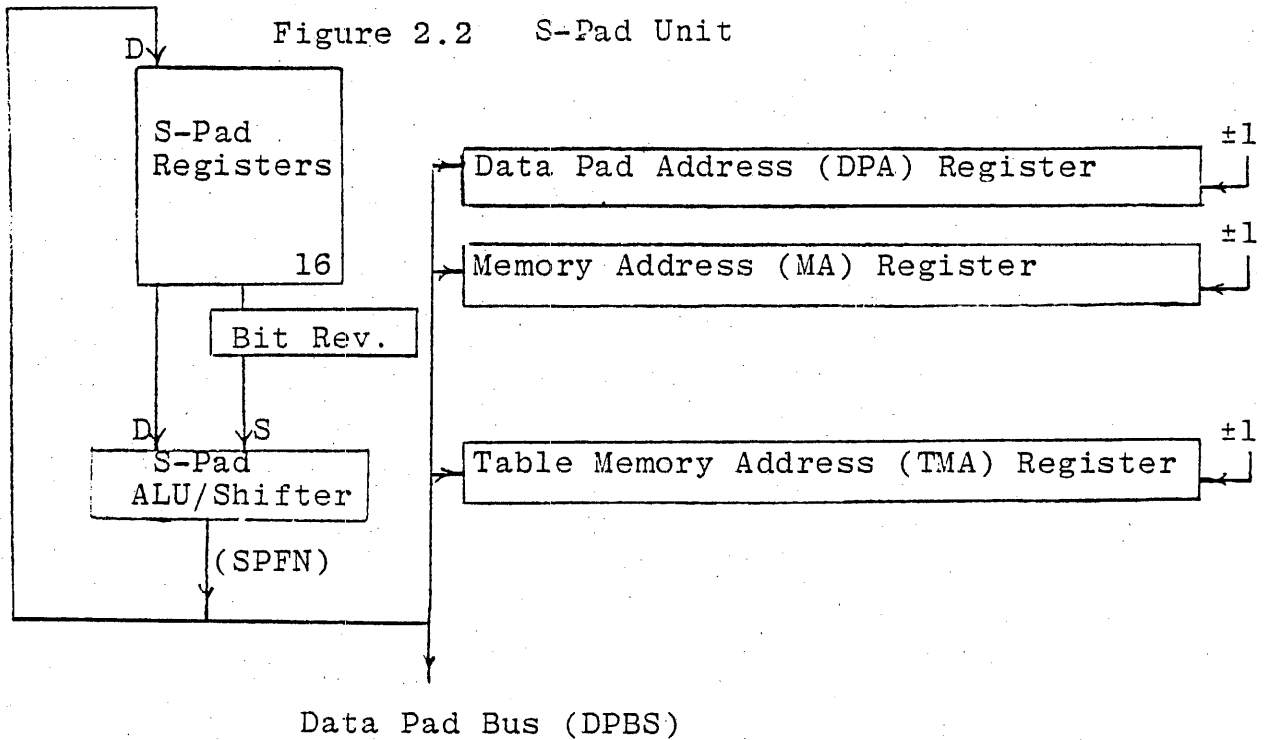 Figure 2.2 S-Pad Unit
D
S-Pad
Registers
16
Bit Rev.
D
S
S-Pad
ALU/Shifter
(SPFN)
±1
Data Pad Address (DPA) Register
±1
Memory Address (MA) Register
±1
Table Memory Address (TMA) Register
Data Pad Bus (DPBS)